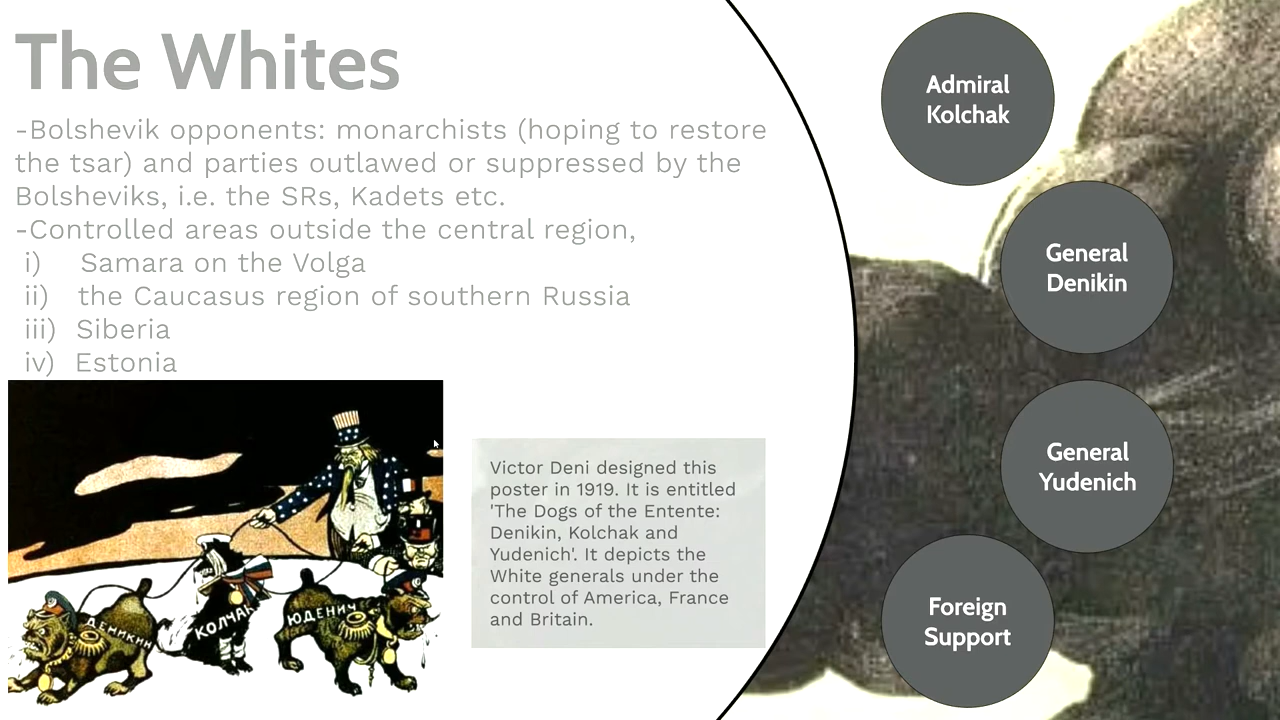 The Whites
-Bolshevik opponents: monarchists (hoping to restore
the tsar) and parties outlawed or suppressed by the
Bolsheviks, i.e. the SRs, Kadets etc.
-Controlled areas outside the central region,
i) Samara on the Volga
ii) the Caucasus region of southern Russia
iii) Siberia
iv) Estonia
ДЕНИКИН
КОЛЧАК
ЮДЕНИЧ
Victor Deni designed this
poster in 1919. It is entitled
'The Dogs of the Entente:
Denikin, Kolchak and
Yudenich'. It depicts the
White generals under the
control of America, France
and Britain.
Admiral
Kolchak
General
Denikin
General
Yudenich
Foreign
Support